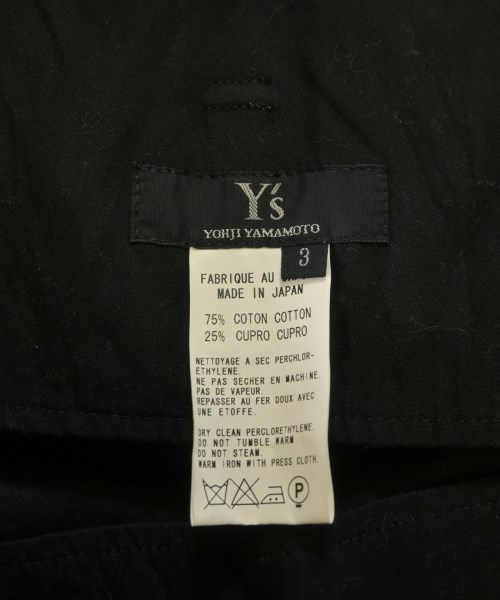 Y's
YOHJI YAMAMOTO
3
FABRIQUE AU
MADE IN JAPAN
75% COTON COTTON
25% CUPRO CUPRO
NETTOYAGE A SEC PERCHLOR-
ETHYLENE.
NE PAS SECHER EN MACHINE.
PAS DE VAPEUR.
REPASSER AU FER DOUX AVEC
UNE ETOFFE.
DRY CLEAN PERCLORETHYLENE.
DO NOT TUMBLE WARM.
DO NOT STEAM.
WARM IRON WITH PRESS CLOTH.
P